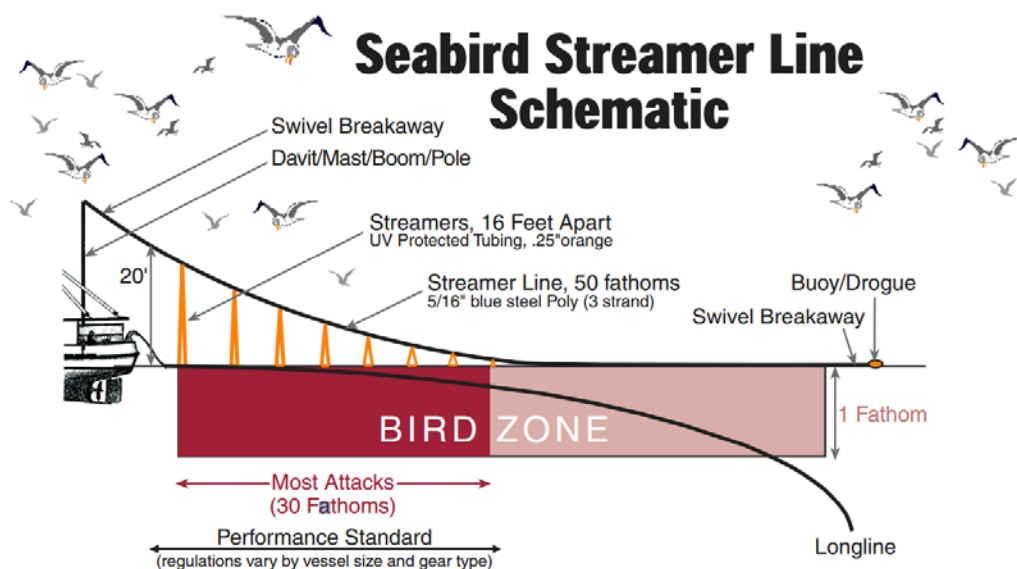 Seabird Streamer Line
Schematic
Swivel Breakaway
Davit/Mast/Boom/Pole
Streamers, 16 Feet Apart
UV Protected Tubing, .25"orange
20'
Streamer Line, 50 fathoms
5/16" blue steel Poly (3 strand)
Buoy/Drogue
Swivel Breakaway
BIRD ZONE
1 Fathom
Most Attacks
(30 Fathoms)
Performance Standard
(regulations vary by vessel size and gear type)
Longline